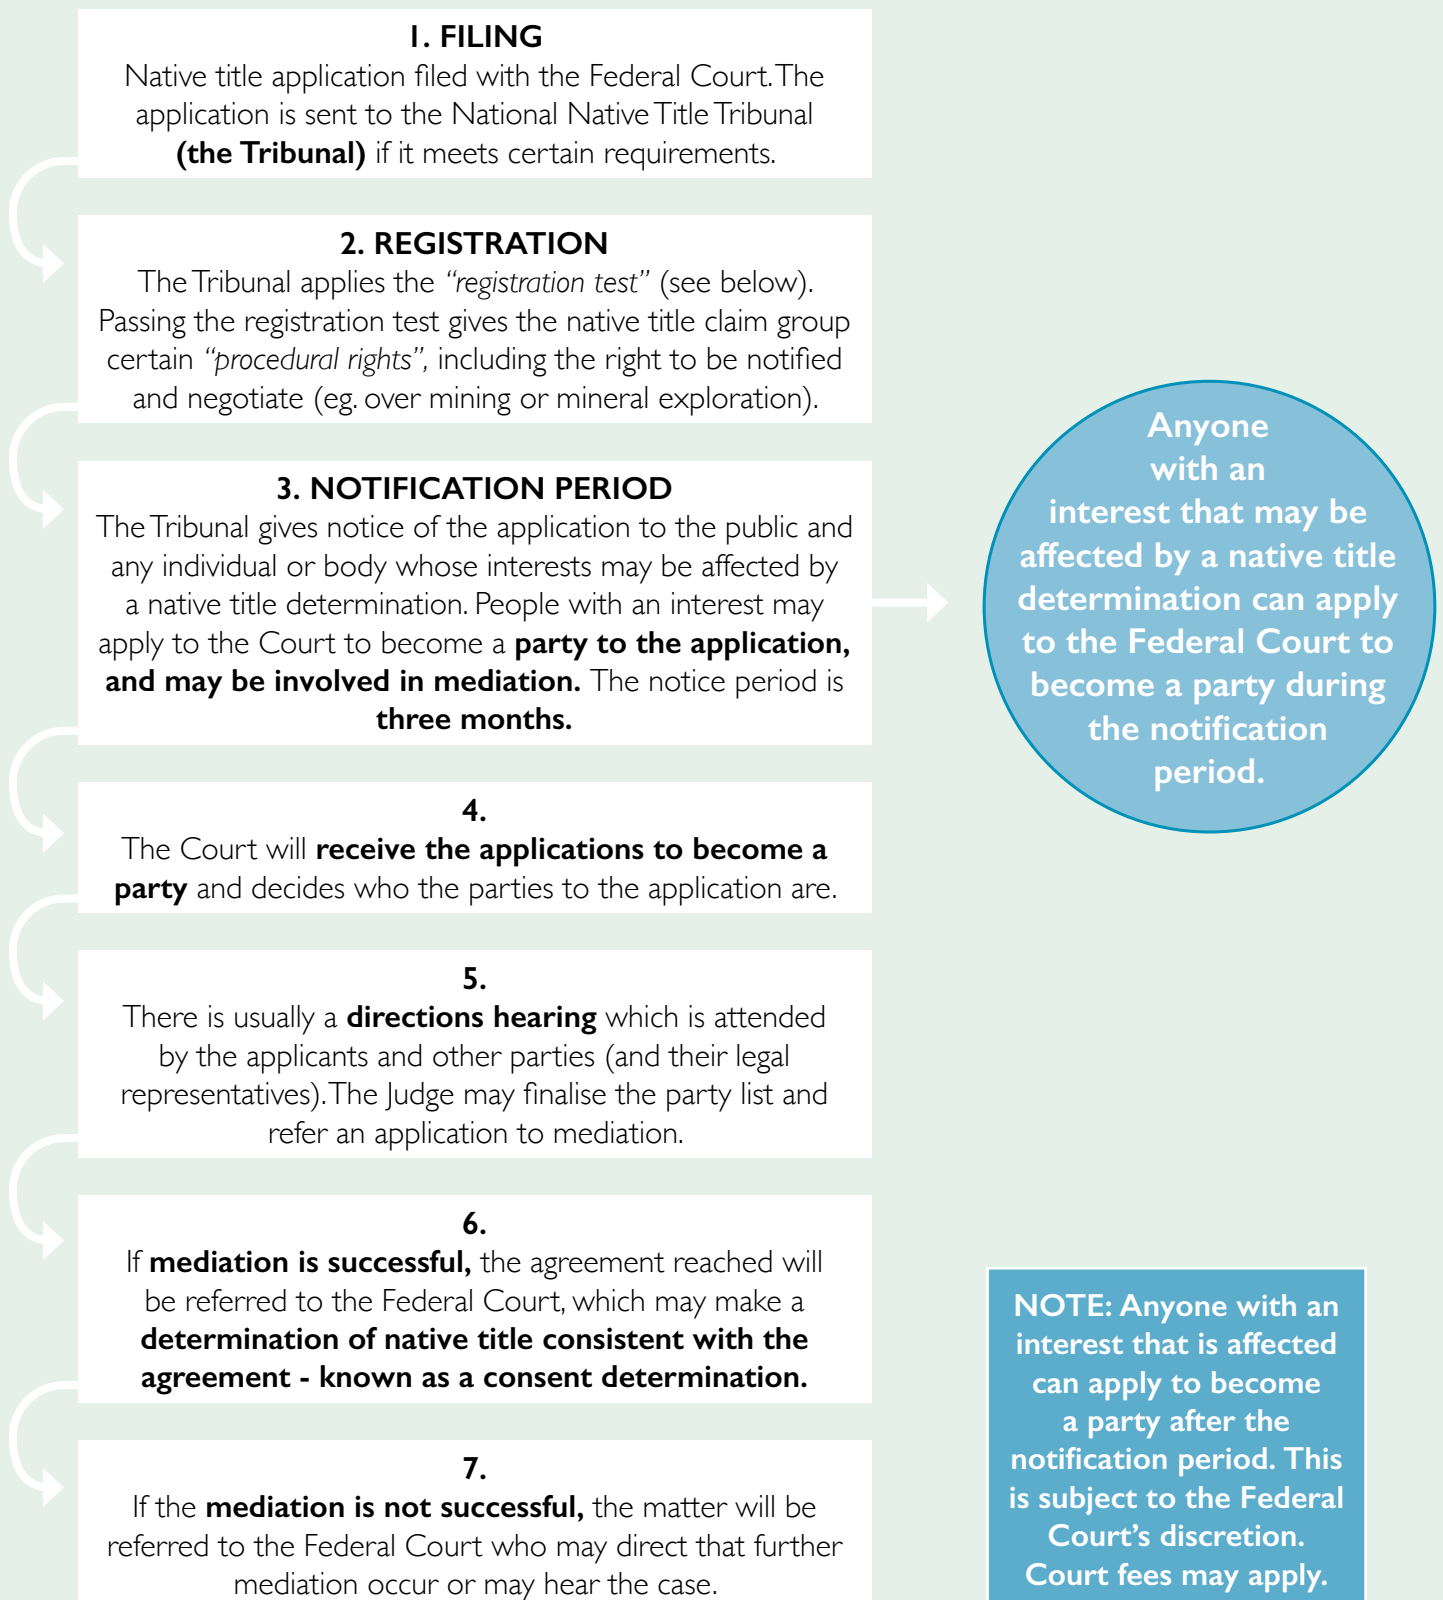 1. FILING
Native title application filed with the Federal Court. The
application is sent to the National Native Title Tribunal
(the Tribunal) if it meets certain requirements.
2. REGISTRATION
The Tribunal applies the “registration test” (see below).
Passing the registration test gives the native title claim group
certain “procedural rights”, including the right to be notified
and negotiate (eg. over mining or mineral exploration).
3. NOTIFICATION PERIOD
The Tribunal gives notice of the application to the public and
any individual or body whose interests may be affected by
a native title determination. People with an interest may
apply to the Court to become a party to the application,
and may be involved in mediation. The notice period is
three months.
Anyone
with an
interest that may be
affected by a native title
determination can apply
to the Federal Court to
become a party during
the notification
period.
4.
The Court will receive the applications to become a
party and decides who the parties to the application are.
5.
There is usually a directions hearing which is attended
by the applicants and other parties (and their legal
representatives). The Judge may finalise the party list and
refer an application to mediation.
6.
If mediation is successful, the agreement reached will
be referred to the Federal Court, which may make a
determination of native title consistent with the
agreement - known as a consent determination.
7.
If the mediation is not successful, the matter will be
referred to the Federal Court who may direct that further
mediation occur or may hear the case.
NOTE: Anyone with an
interest that is affected
can apply to become
a party after the
notification period. This
is subject to the Federal
Court’s discretion.
Court fees may apply.